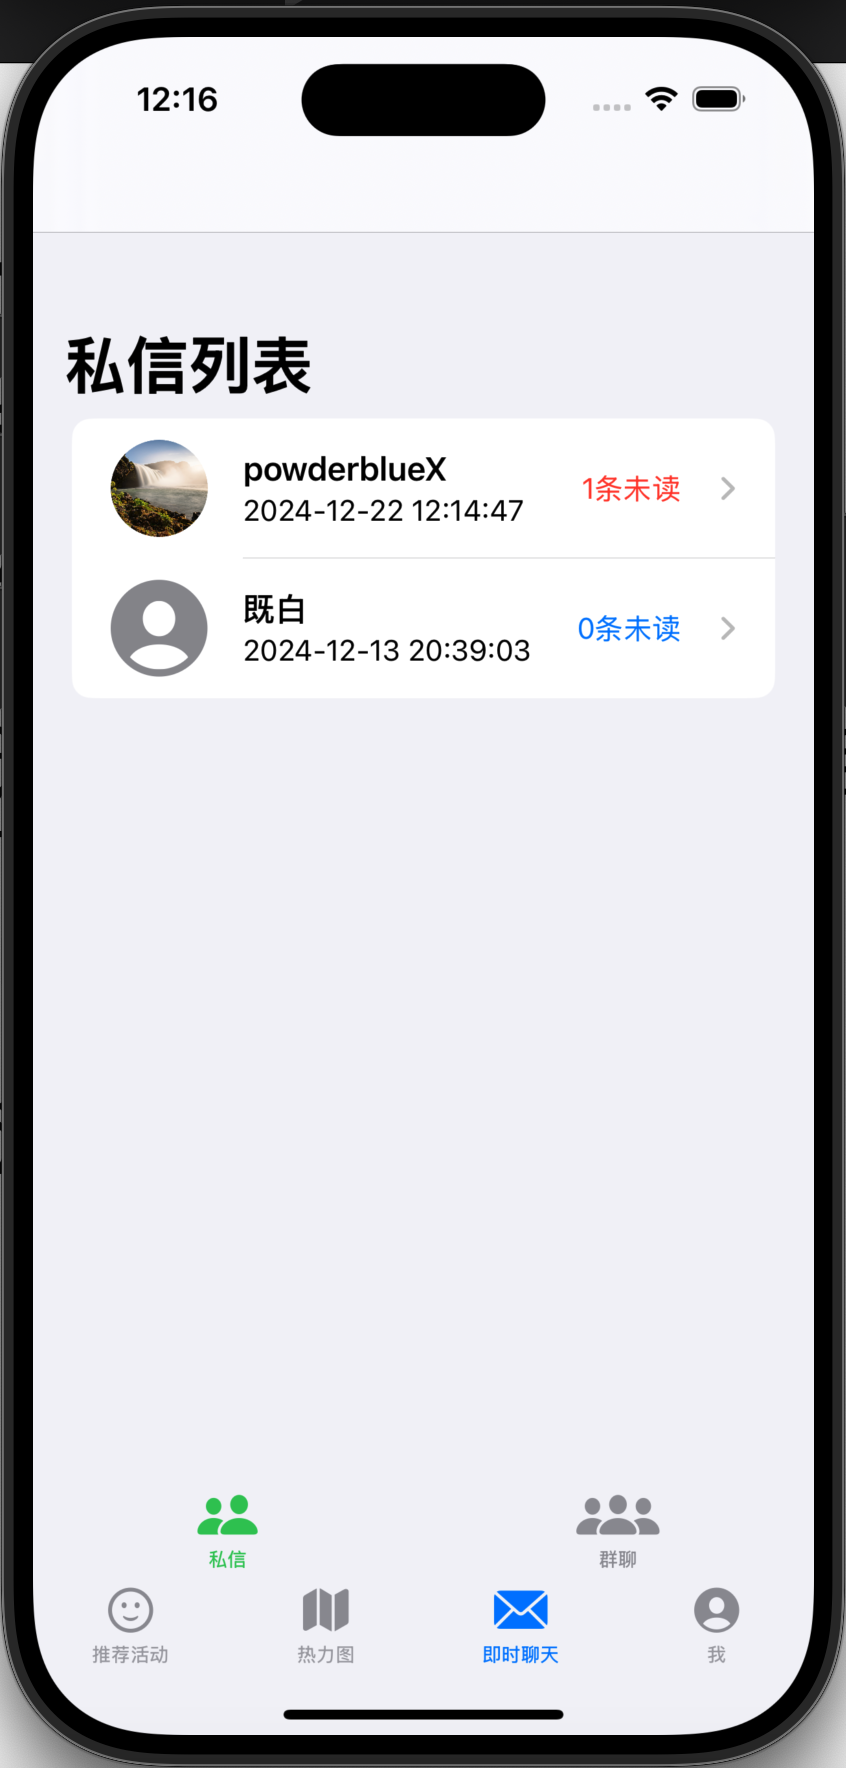 12:16
私信列表
powderblueX
2024-12-22 12:14:47
1条未读
既白
2024-12-13 20:39:03
0条未读
私信
群聊
推荐活动
热力图
即时聊天
我